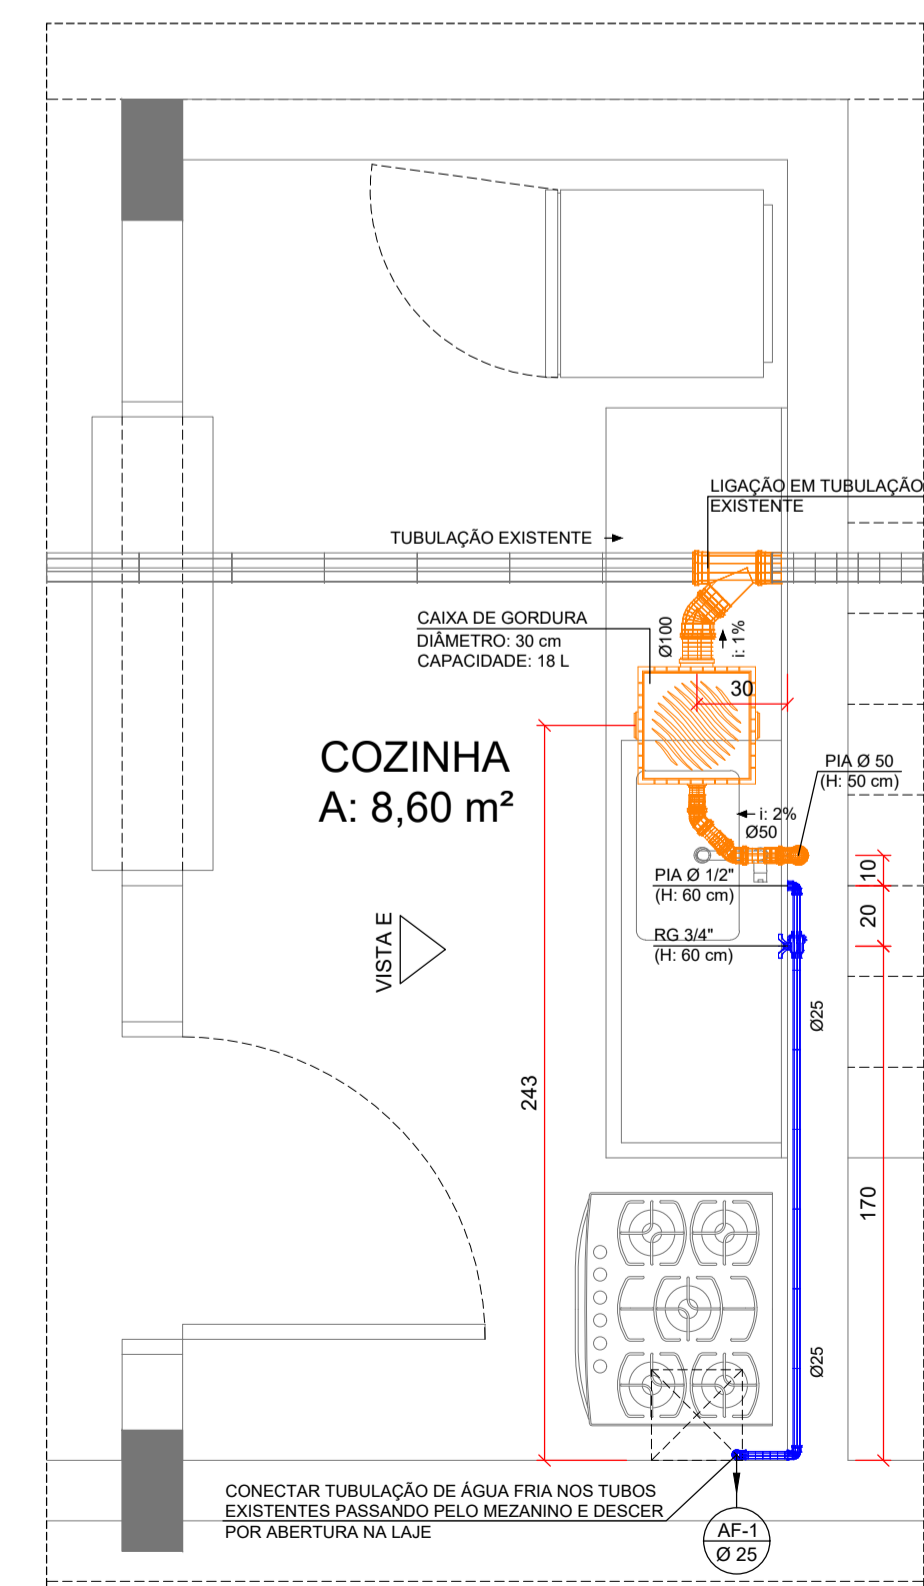 LIGAÇÃO EM TUBULAÇÃO
EXISTENTE
TUBULAÇÃO EXISTENTE
CAIXA DE GORDURA
DIÂMETRO: 30 cm
CAPACIDADE: 18 L
Ø100
i: 1%
30
COZINHA
A: 8,60 m²
PIA Ø 50
(H: 50 cm)
i: 2%
Ø50
10
PIA Ø 1/2"
(H: 60 cm)
20
RG 3/4"
(H: 60 cm)
VISTA E
Ø25
243
170
Ø25
CONECTAR TUBULAÇÃO DE ÁGUA FRIA NOS TUBOS
EXISTENTES PASSANDO PELO MEZANINO E DESCER
POR ABERTURA NA LAJE
AF-1
Ø 25